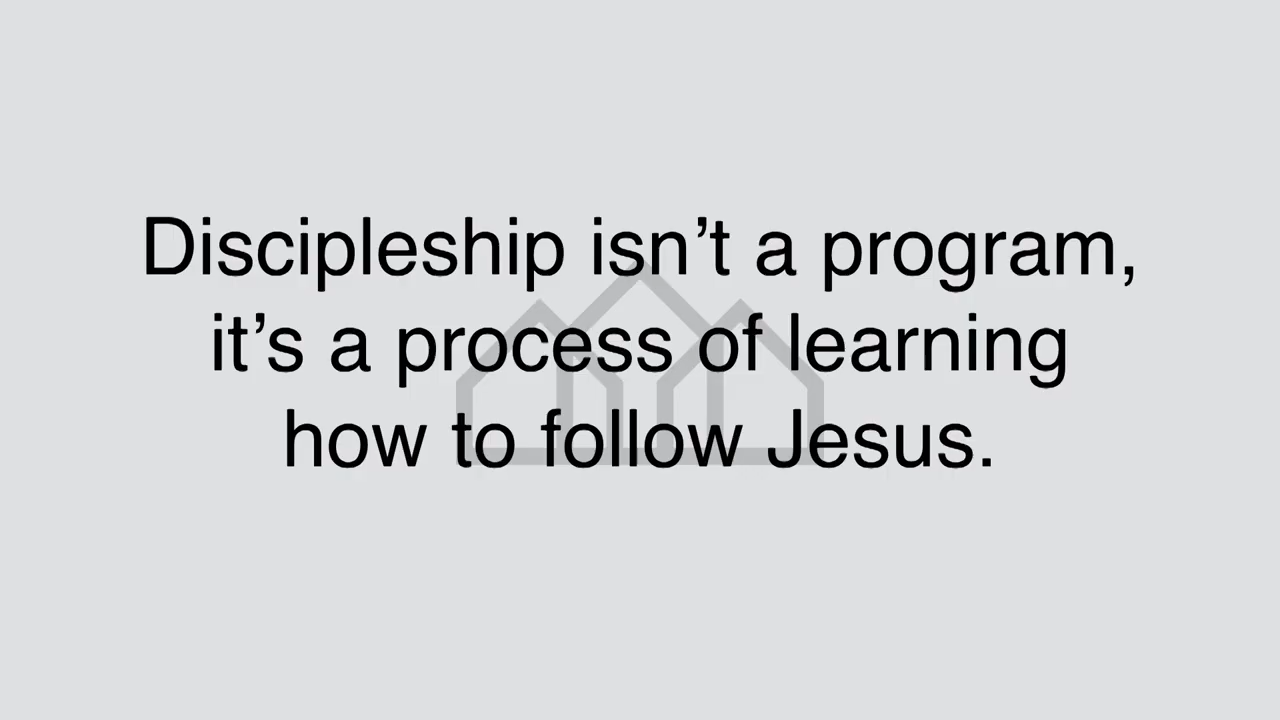 Discipleship isn’t a program,
it’s a process of learning
how to follow Jesus.